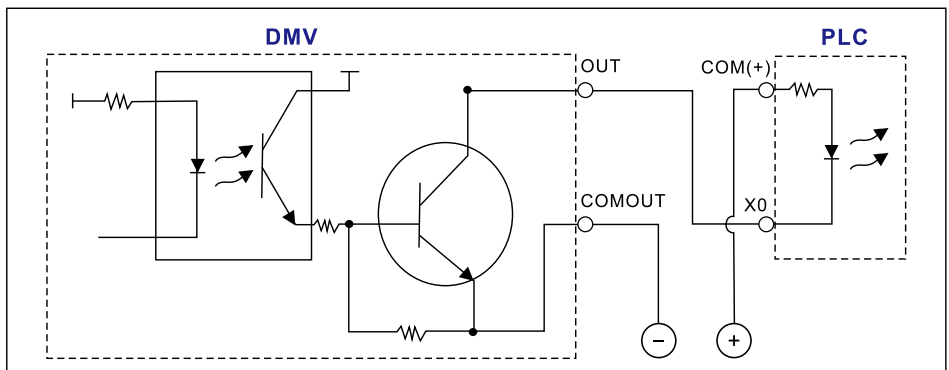 DMV
PLC
OUT
COM(+)
COMOUT
X0
-
+